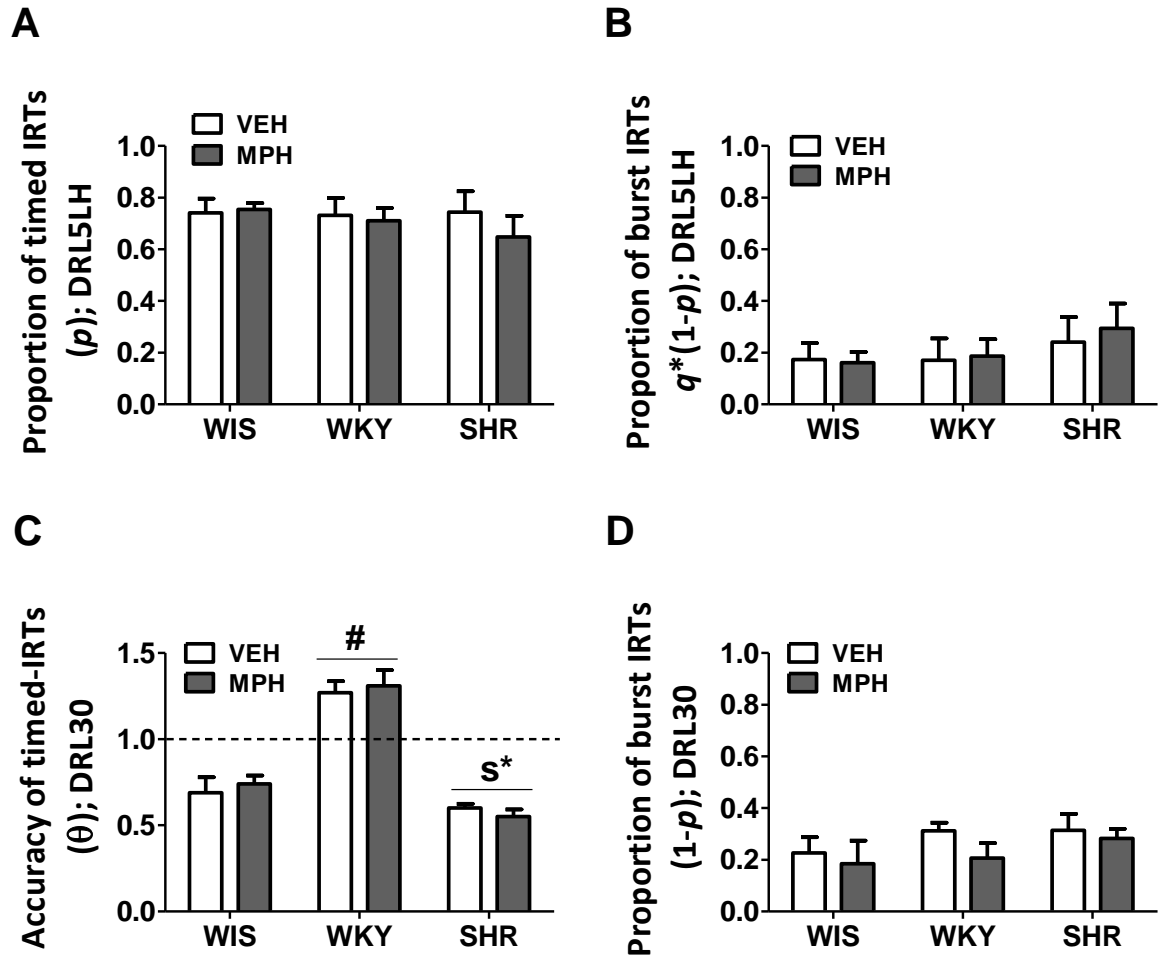 A
Proportion of timed IRTs
(p); DRL5LH
VEH
MPH
1.0
0.8
0.6
0.4
0.2
0.0
WIS WKY SHR
B
Proportion of burst IRTs
q*(1-p); DRL5LH
VEH
MPH
1.0
0.8
0.6
0.4
0.2
0.0
WIS WKY SHR
C
Accuracy of timed-IRTs
(θ); DRL30
VEH
MPH
#
s*
1.5
1.0
0.5
0.0
WIS WKY SHR
D
Proportion of burst IRTs
(1-p); DRL30
VEH
MPH
1.0
0.8
0.6
0.4
0.2
0.0
WIS WKY SHR